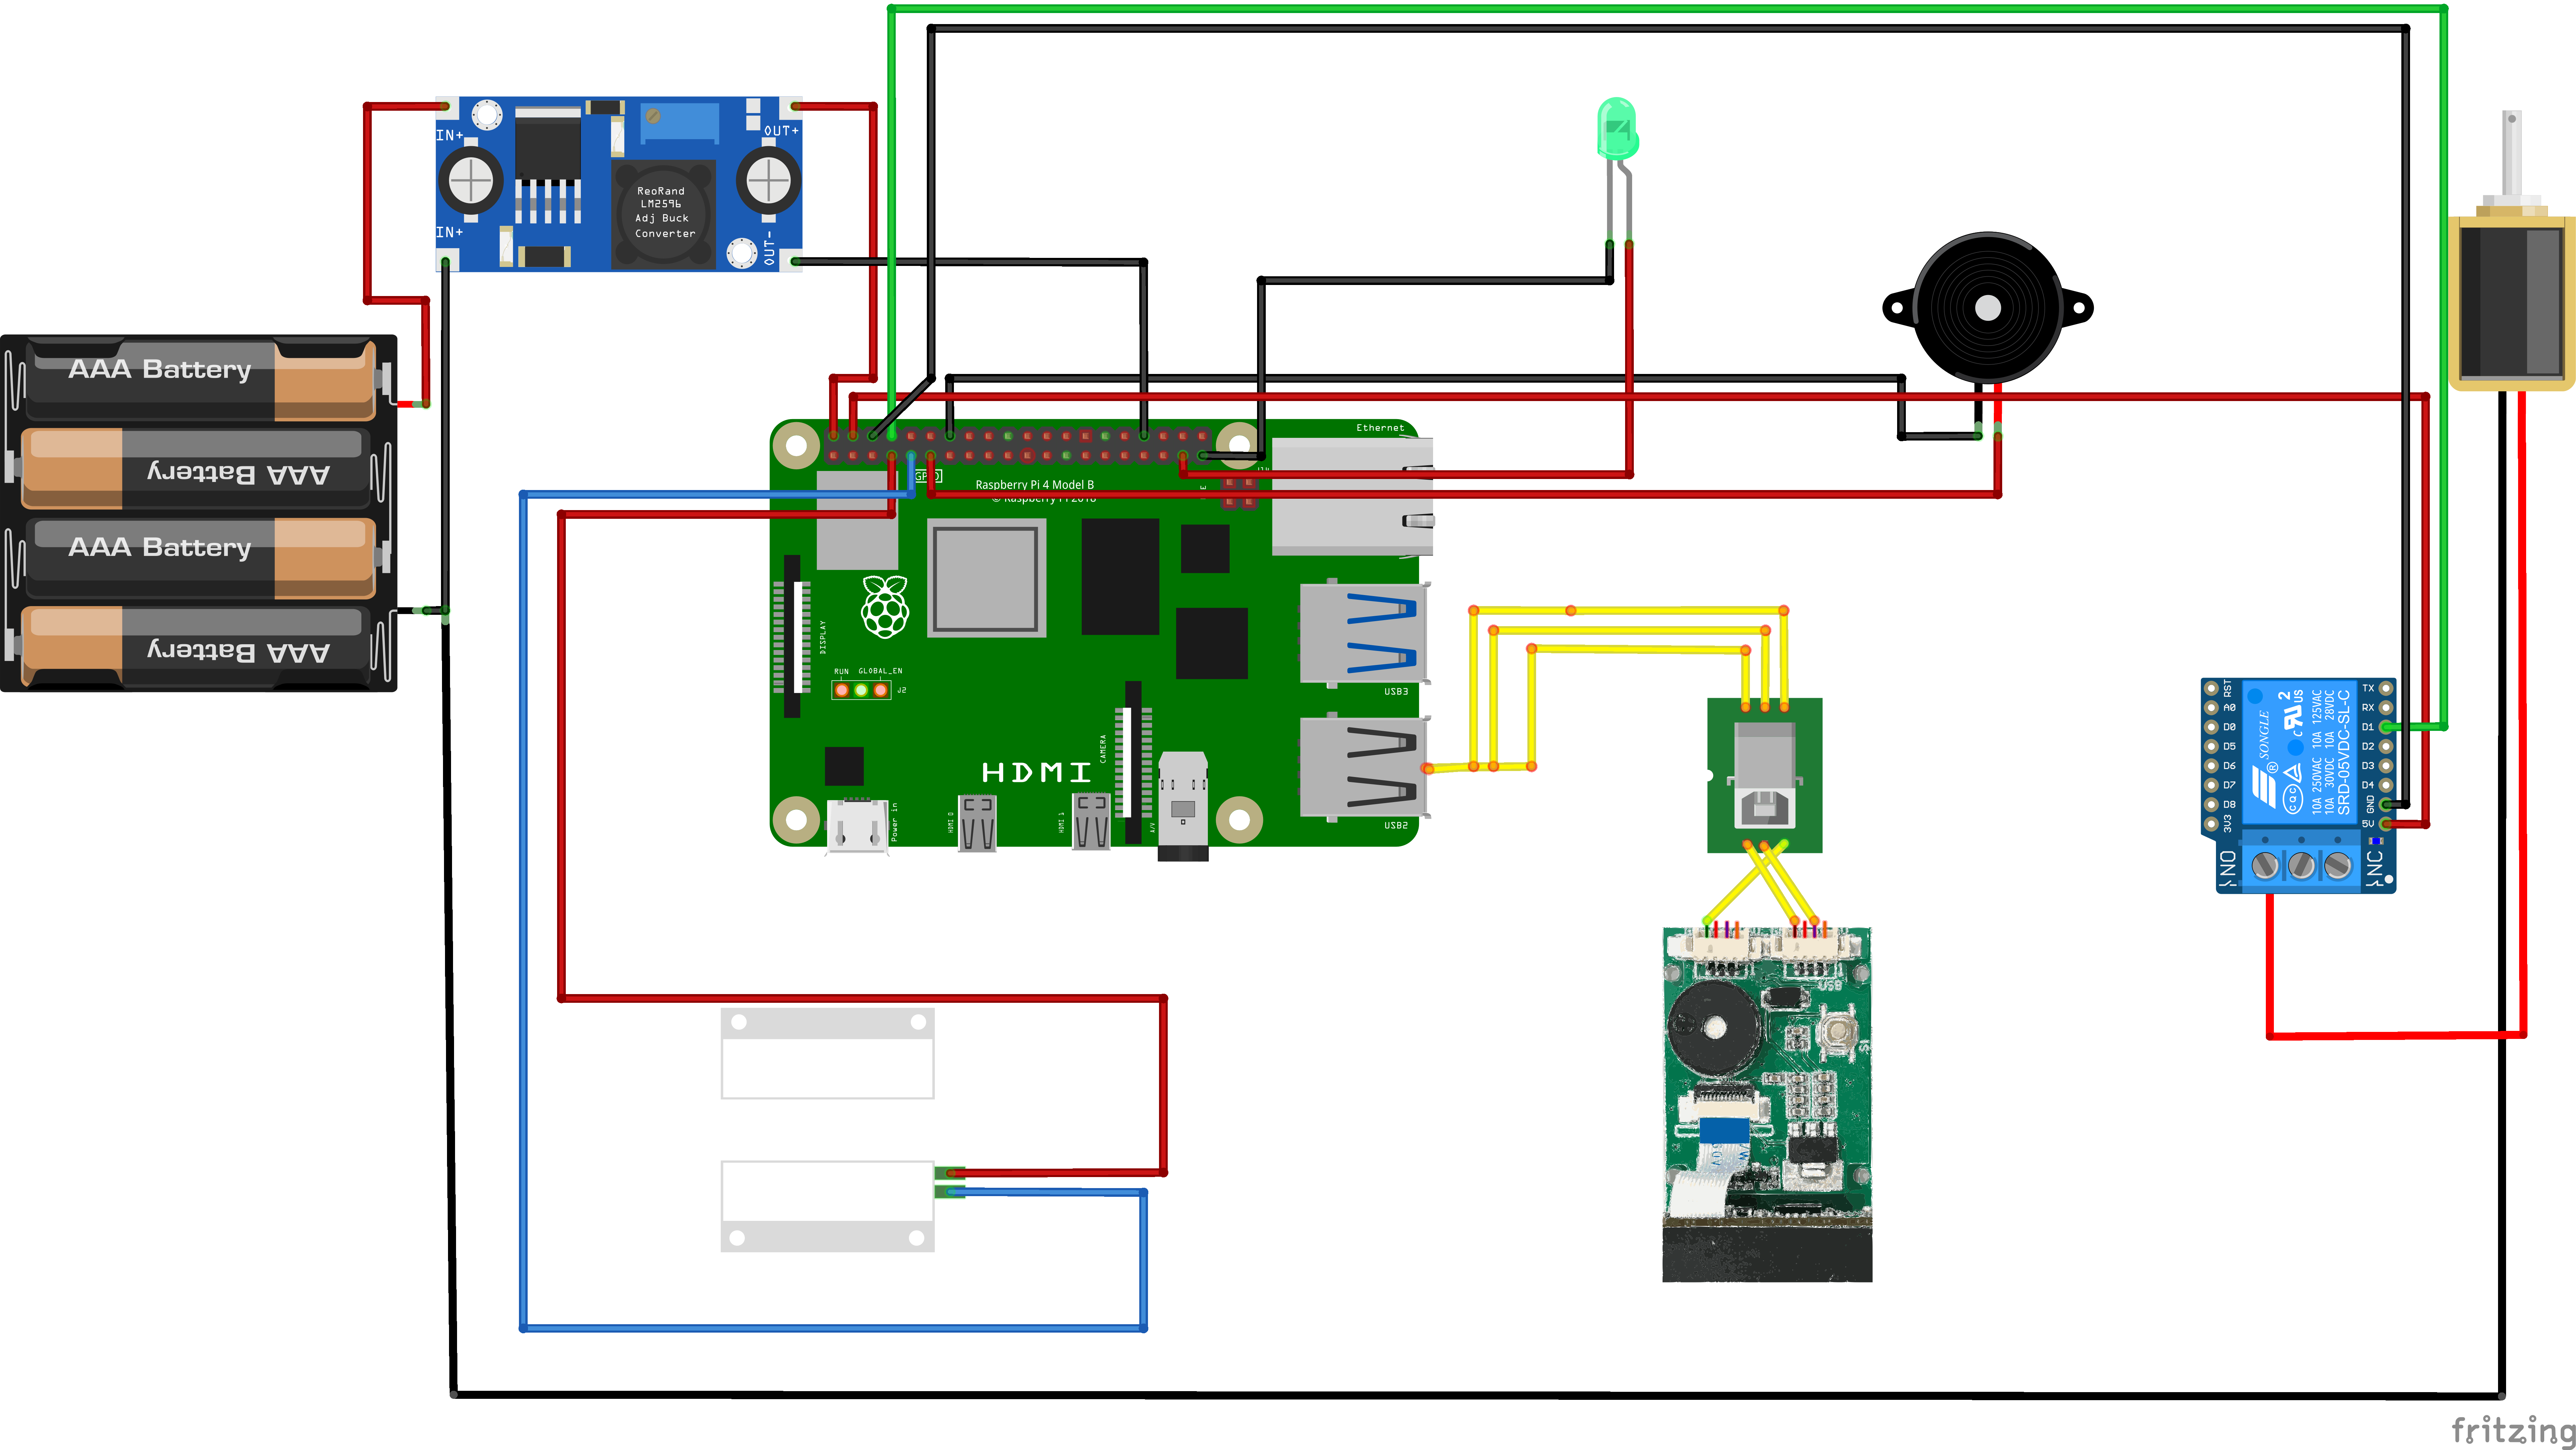 IN+
OUT+
IN+
OUT-
ReoRand
LM2596
Adj Buck
Converter
AAA Battery
AAA Battery
AAA Battery
AAA Battery
Ethernet
GPIO
Raspberry Pi 4 Model B
© Raspberry Pi 2018
DISPLAY
RUN
GLOBAL_EN
J2
USB3
USB2
HDMI
CAMERA
Power in
HDMI 0
HDMI 1
A/V
RST
A0
D0
D5
D6
D7
D8
3V3
TX
RX
D1
D2
D3
D4
GND
5V
SONGLE
®
CQC
C US
2
10A 250VAC 10A 125VAC
10A 30VDC 10A 28VDC
SRD-05VDC-SL-C
NO
NC
USB
fritzing